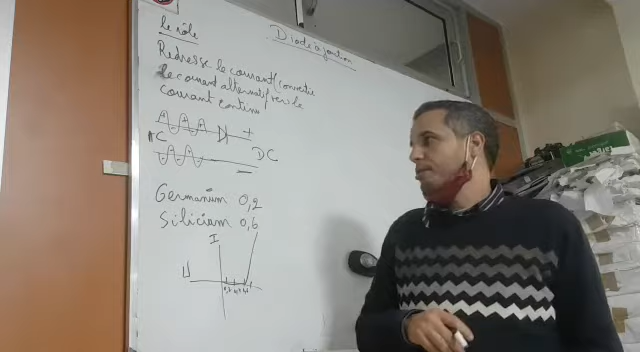 Diode à jonction
le rôle
Redresse le courant (convertie
le courant alternatif vers le
courant continu
AC
+
DC
-
Germanium 0,2
Silicium 0,6
I
U